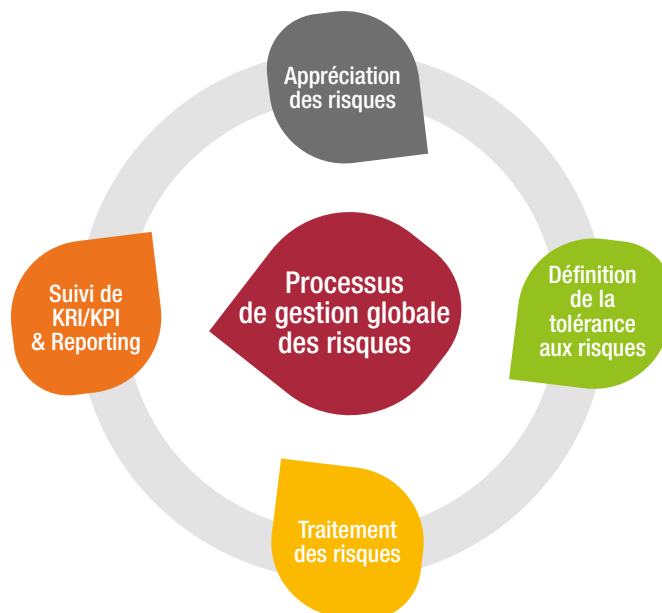 Appréciation
des risques
Définition
de la
tolérance
aux risques
Processus
de gestion globale
des risques
Suivi de
KRI/KPI
& Reporting
Traitement
des risques